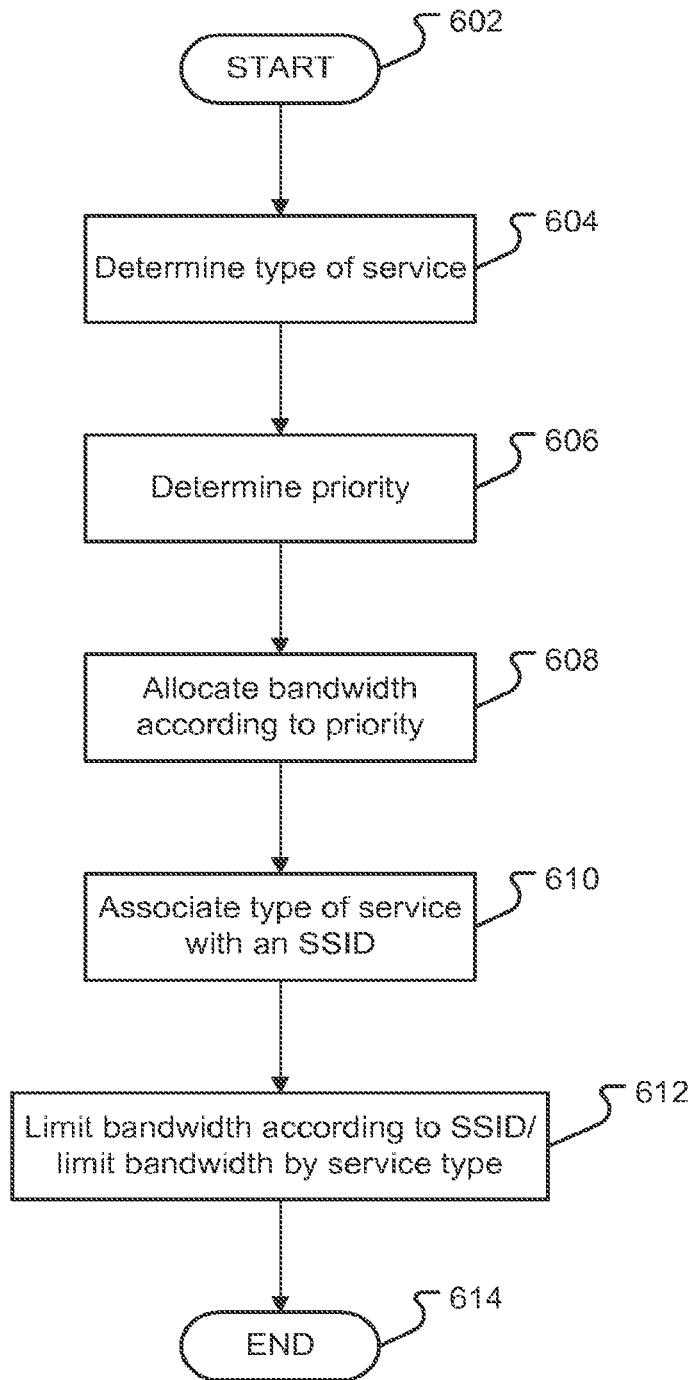 602
START
604
Determine type of service
606
Determine priority
608
Allocate bandwidth
according to priority
610
Associate type of service
with an SSID
612
Limit bandwidth according to SSID/
limit bandwidth by service type
614
END